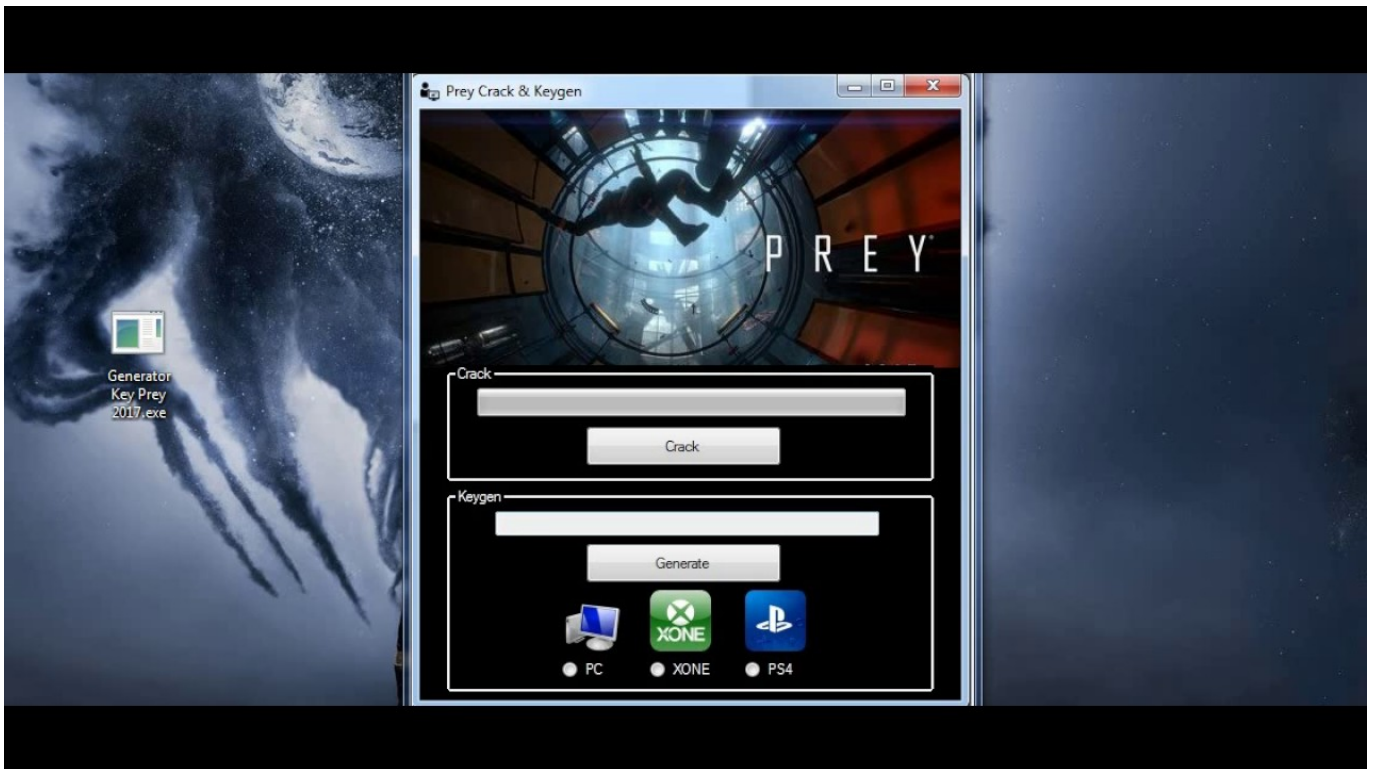 Prey Crack & Keygen
PREY
Generator
Key Prey
2017.exe
Crack
Crack
Keygen
Generate
XONE
PC
XONE
PS4